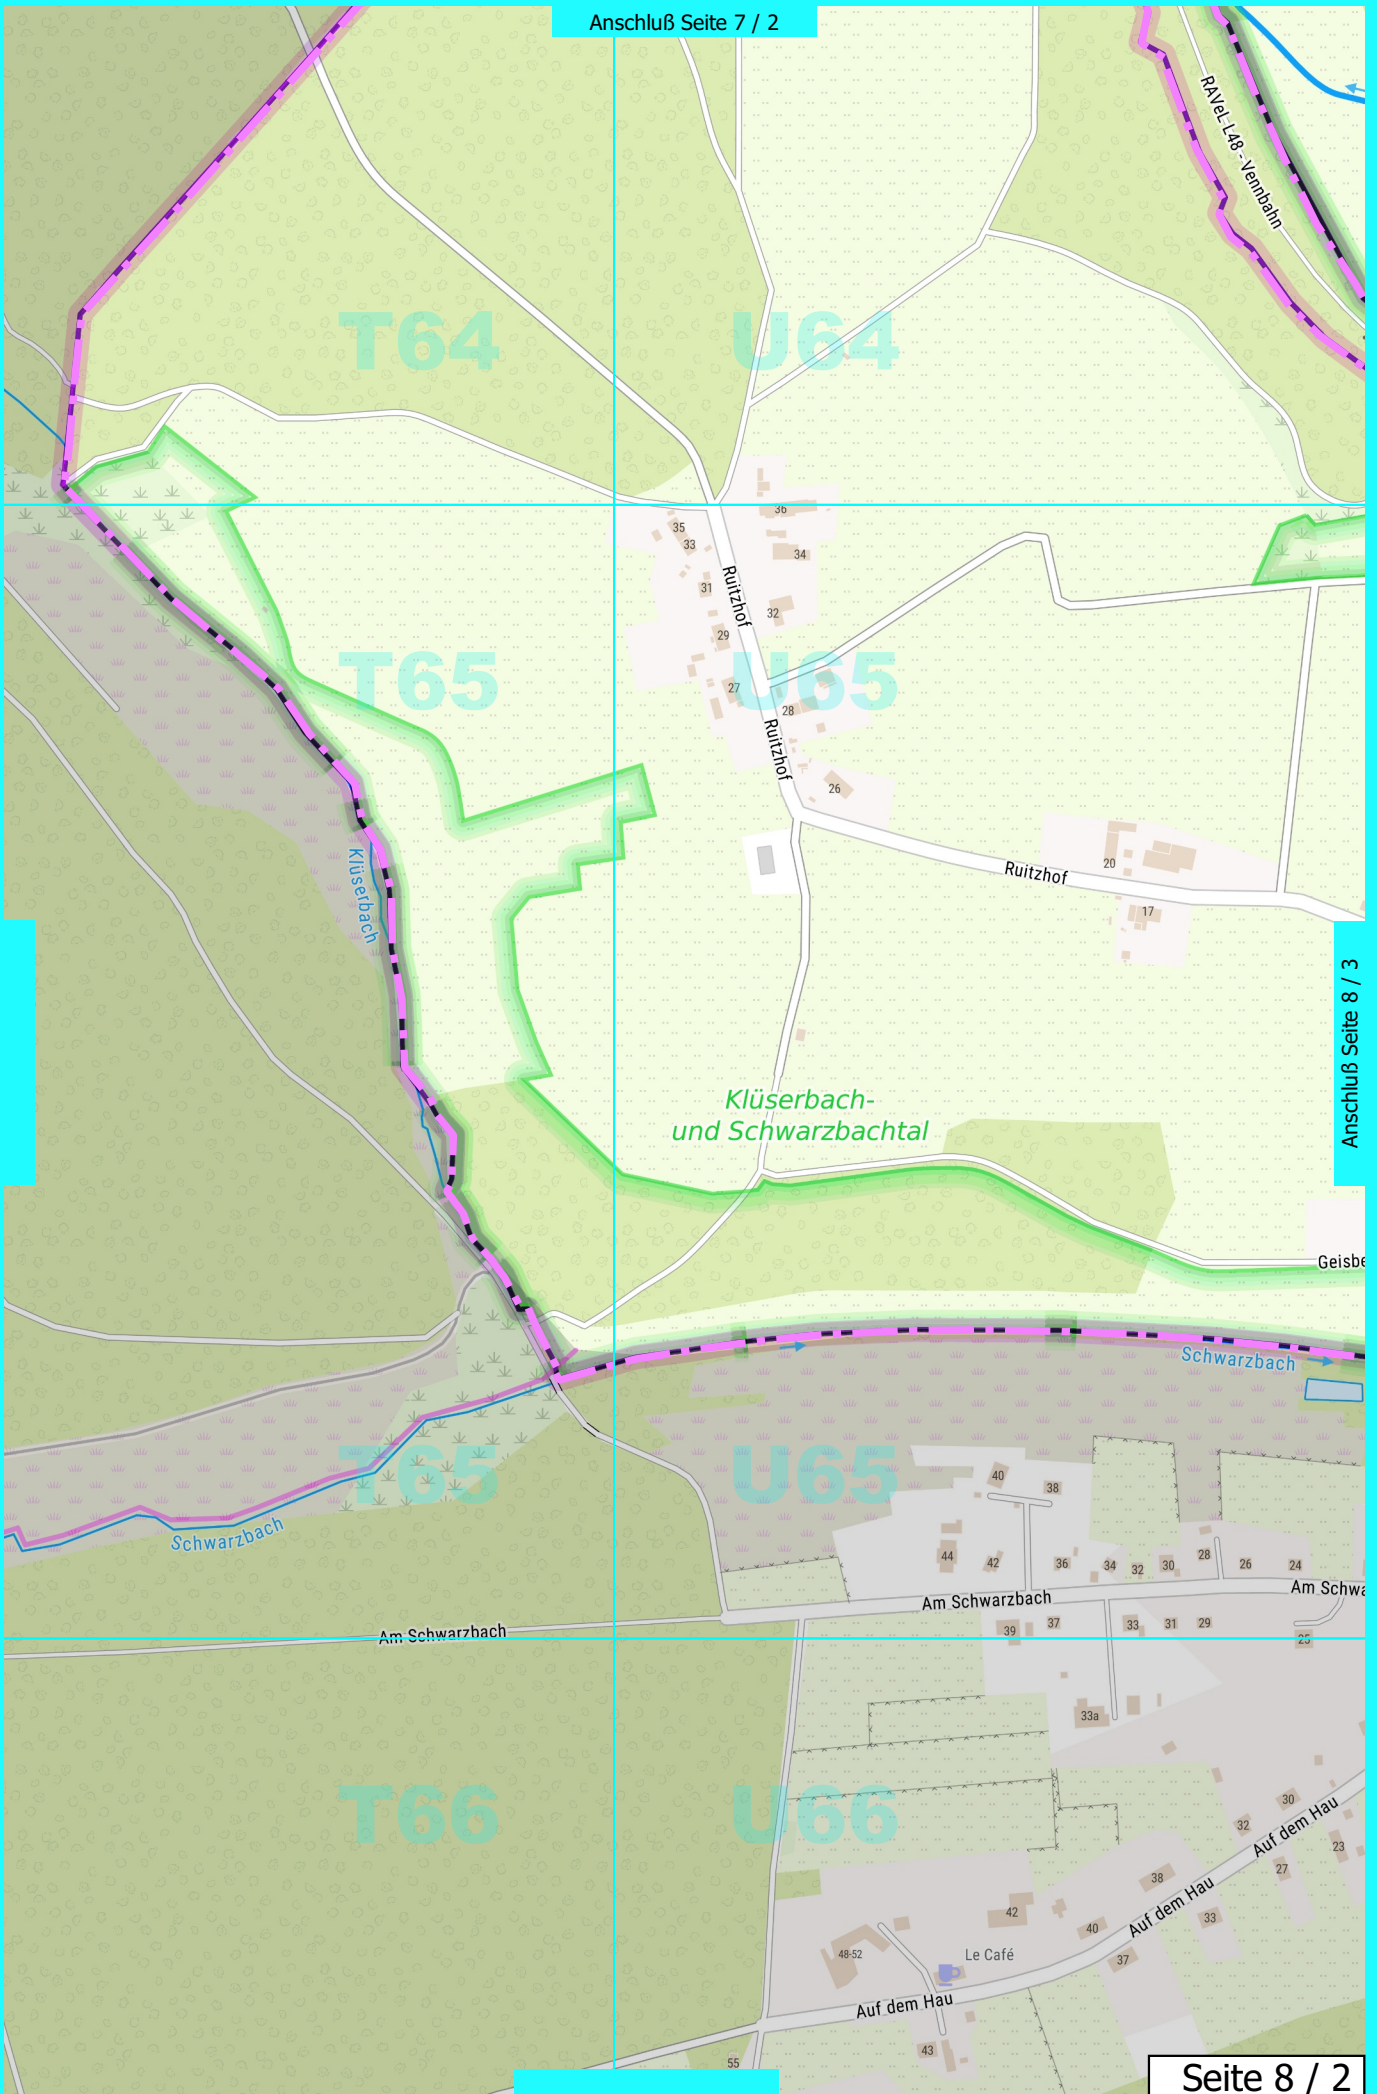 Anschluß Seite 7 / 2
RAVeL L48 - Vennbahn
T64
U64
36
35
33
34
31
Ruitzhof
32
29
T65
U65
27
28
Ruitzhof
26
Klüserbach
20
Ruitzhof
17
Anschluß Seite 8 / 3
Klüserbach-
und Schwarzbachtal
Geisbe
Schwarzbach
T65
U65
40
38
Schwarzbach
44
42
36
34
32
30
28
26
24
Am Schwa
Am Schwarzbach
Am Schwarzbach
39
37
33
31
29
25
33a
T66
U66
30
32
Auf dem Hau
23
27
38
Auf dem Hau
33
42
40
37
48-52
Le Café
Auf dem Hau
43
55
Seite 8 / 2